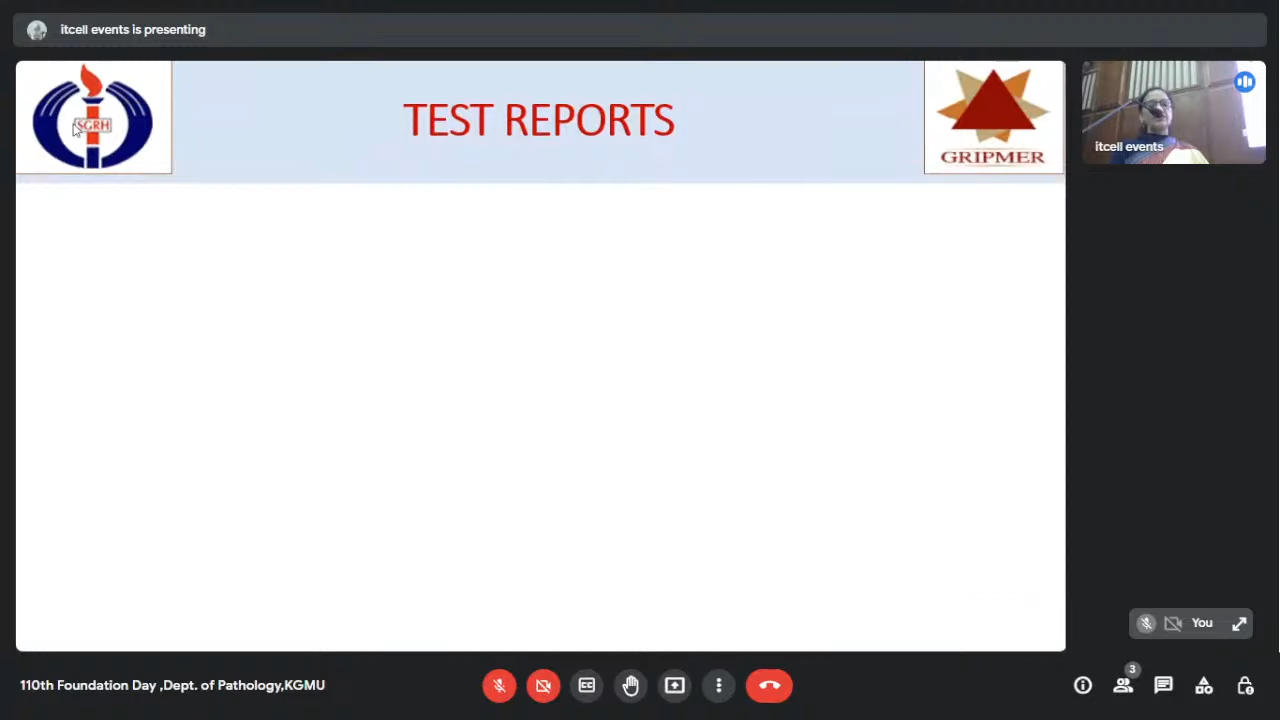 itcell events is presenting
SGRH
TEST REPORTS
GRIPMER
itcell events
You
110th Foundation Day ,Dept. of Pathology,KGMU
3